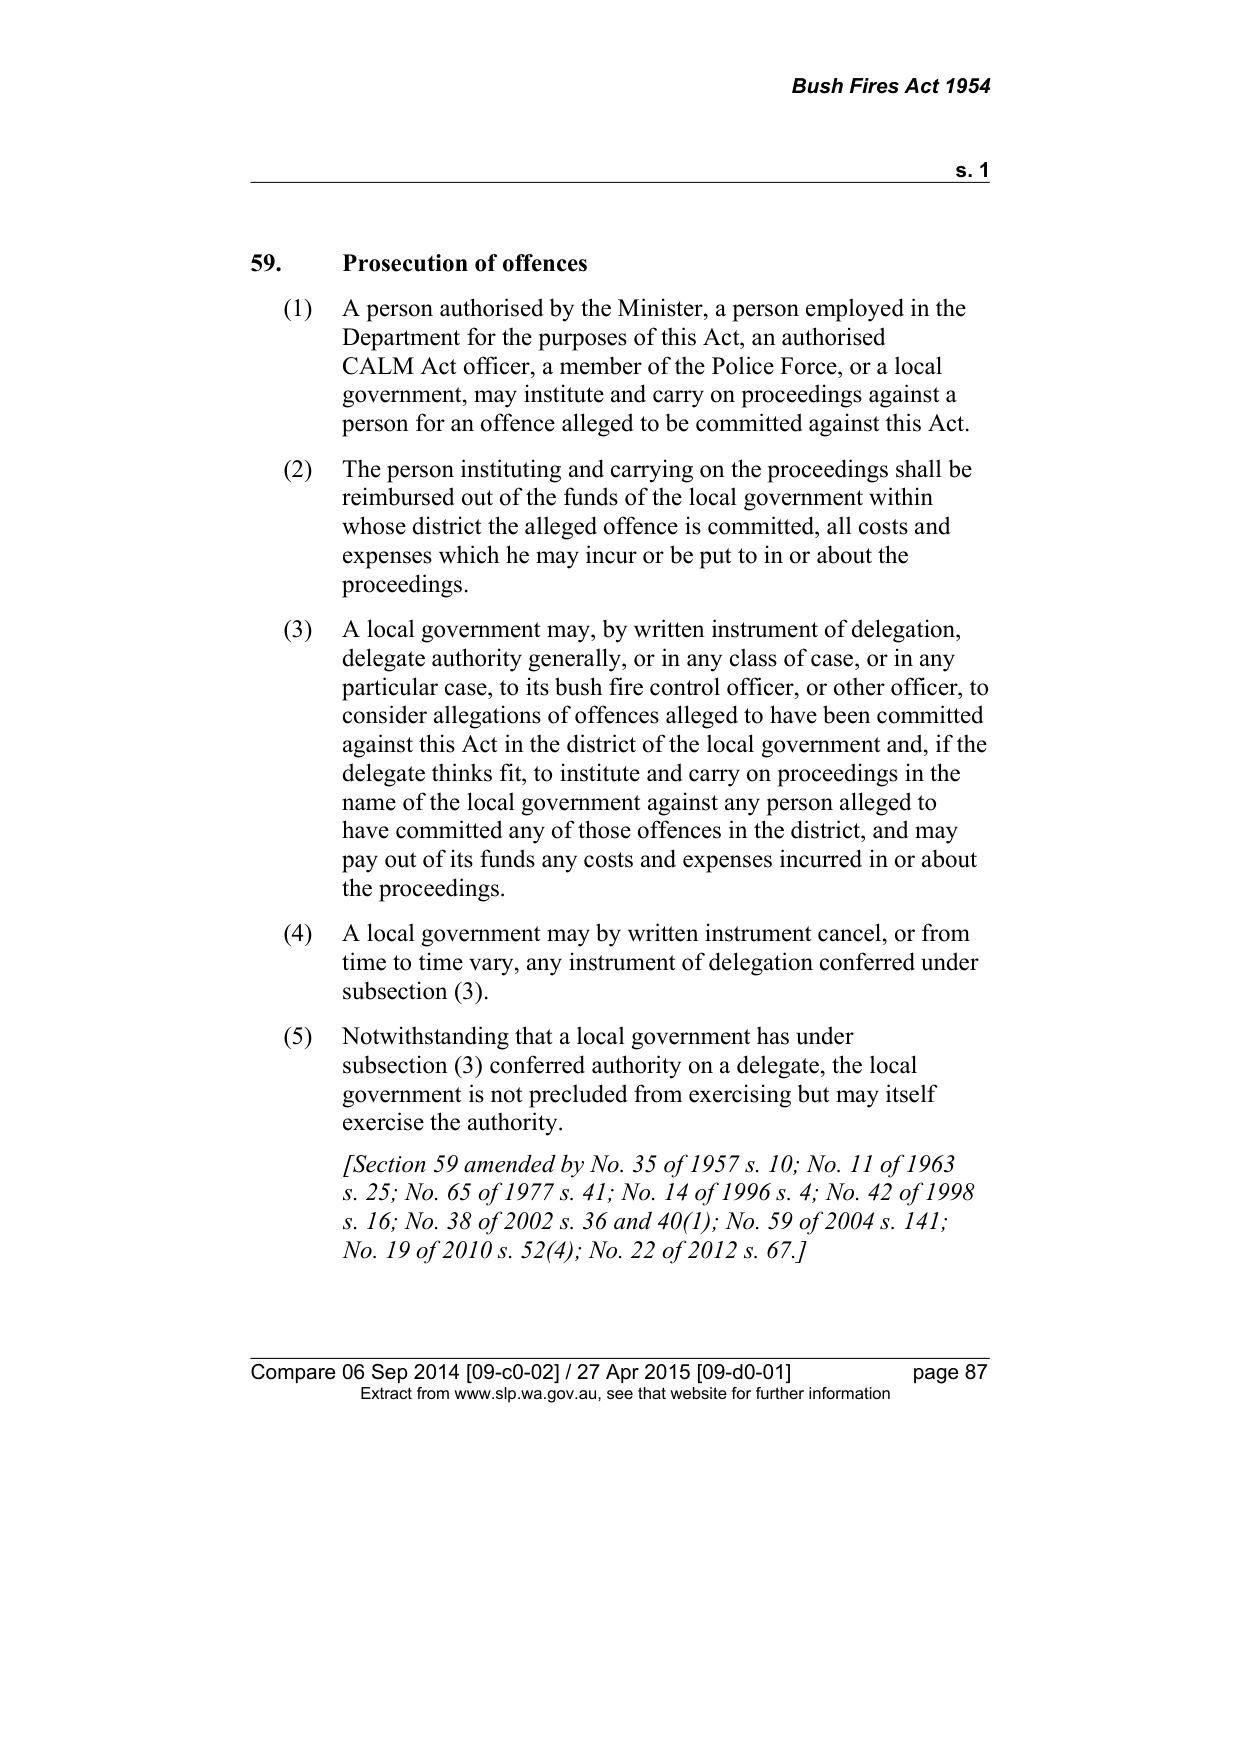 Bush Fires Act 1954
s. 1
59. Prosecution of offences
(1) A person authorised by the Minister, a person employed in the
Department for the purposes of this Act, an authorised
CALM Act officer, a member of the Police Force, or a local
government, may institute and carry on proceedings against a
person for an offence alleged to be committed against this Act.
(2) The person instituting and carrying on the proceedings shall be
reimbursed out of the funds of the local government within
whose district the alleged offence is committed, all costs and
expenses which he may incur or be put to in or about the
proceedings.
(3) A local government may, by written instrument of delegation,
delegate authority generally, or in any class of case, or in any
particular case, to its bush fire control officer, or other officer, to
consider allegations of offences alleged to have been committed
against this Act in the district of the local government and, if the
delegate thinks fit, to institute and carry on proceedings in the
name of the local government against any person alleged to
have committed any of those offences in the district, and may
pay out of its funds any costs and expenses incurred in or about
the proceedings.
(4) A local government may by written instrument cancel, or from
time to time vary, any instrument of delegation conferred under
subsection (3).
(5) Notwithstanding that a local government has under
subsection (3) conferred authority on a delegate, the local
government is not precluded from exercising but may itself
exercise the authority.
[Section 59 amended by No. 35 of 1957 s. 10; No. 11 of 1963
s. 25; No. 65 of 1977 s. 41; No. 14 of 1996 s. 4; No. 42 of 1998
s. 16; No. 38 of 2002 s. 36 and 40(1); No. 59 of 2004 s. 141;
No. 19 of 2010 s. 52(4); No. 22 of 2012 s. 67.]
Compare 06 Sep 2014 [09-c0-02] / 27 Apr 2015 [09-d0-01] page 87
Extract from www.slp.wa.gov.au, see that website for further information